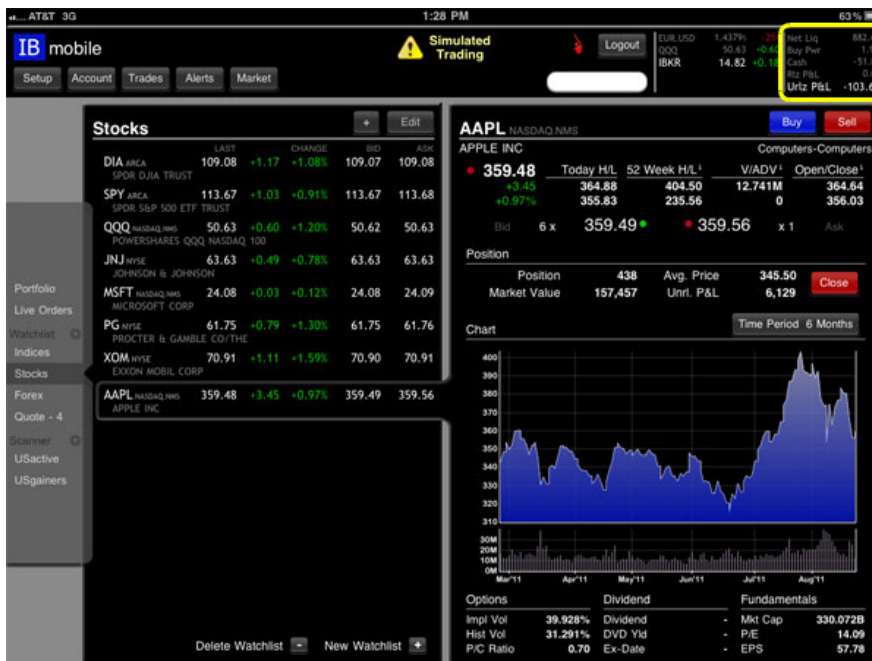 AT&T 3G 1:28 PM 63%
IB mobile
Simulated Trading
Logout
EUR.USD 1.4379
QQQ 50.63 +0.60
IBKR 14.82 +0.18
Net Liq 882.
Buy Pwr 1.
Cash -51.
Rlz P&L 0.
Urlz P&L -103.6
Setup Account Trades Alerts Market
Portfolio
Live Orders
Watchlist
Indices
Stocks
Forex
Quote - 4
Scanner
USactive
USgainers
Stocks + Edit
LAST CHANGE BID ASK
DIA ARCA 109.08 +1.17 +1.08% 109.07 109.08
SPDR DJIA TRUST
SPY ARCA 113.67 +1.03 +0.91% 113.67 113.68
SPDR S&P 500 ETF TRUST
QQQ NASDAQ.NMS 50.63 +0.60 +1.20% 50.62 50.63
POWERSHARES QQQ NASDAQ 100
JNJ NYSE 63.63 +0.49 +0.78% 63.63 63.63
JOHNSON & JOHNSON
MSFT NASDAQ.NMS 24.08 +0.03 +0.12% 24.08 24.09
MICROSOFT CORP
PG NYSE 61.75 +0.79 +1.30% 61.75 61.76
PROCTER & GAMBLE CO/THE
XOM NYSE 70.91 +1.11 +1.59% 70.90 70.91
EXXON MOBIL CORP
AAPL NASDAQ.NMS 359.48 +3.45 +0.97% 359.49 359.56
APPLE INC
Delete Watchlist - New Watchlist +
AAPL NASDAQ.NMS Buy Sell
APPLE INC Computers-Computers
359.48 Today H/L 52 Week H/L¹ V/ADV¹ Open/Close¹
+3.45 364.88 404.50 12.741M 364.64
+0.97% 355.83 235.56 0 356.03
Bid 6 x 359.49 359.56 x 1 Ask
Position
Position 438 Avg. Price 345.50
Market Value 157,457 Unrl. P&L 6,129
Close
Chart Time Period 6 Months
400
390
380
370
360
350
340
330
320
310
30M
20M
10M
0M
Mar'11 Apr'11 May'11 Jun'11 Jul'11 Aug'11
Options Dividend Fundamentals
Impl Vol 39.928% Dividend - Mkt Cap 330.072B
Hist Vol 31.291% DVD Yld - P/E 14.09
P/C Ratio 0.70 Ex-Date - EPS 57.78